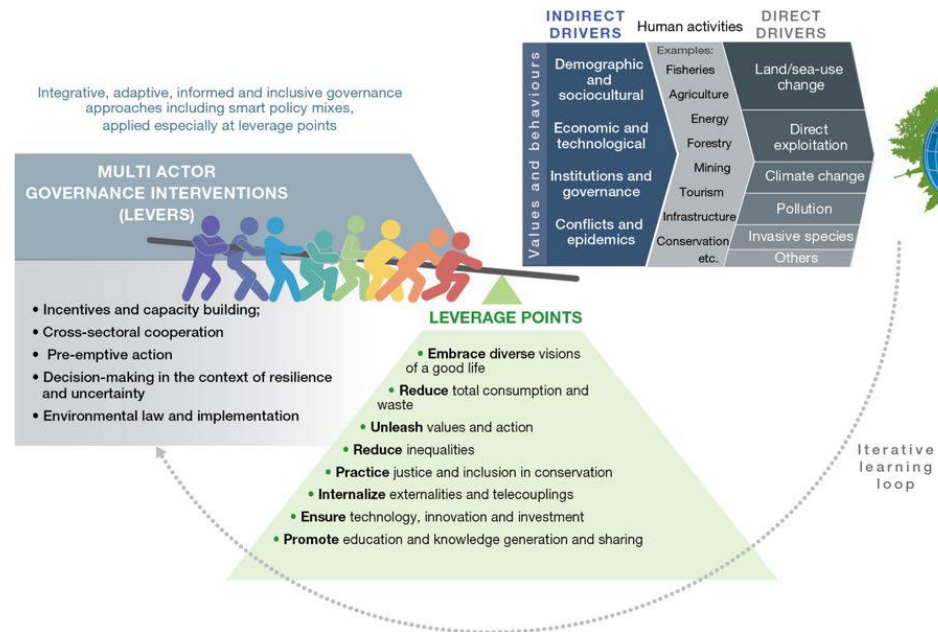 Integrative, adaptive, informed and inclusive governance
approaches including smart policy mixes,
applied especially at leverage points
MULTI ACTOR
GOVERNANCE INTERVENTIONS
(LEVERS)
• Incentives and capacity building;
• Cross-sectoral cooperation
• Pre-emptive action
• Decision-making in the context of resilience
and uncertainty
• Environmental law and implementation
INDIRECT
DRIVERS
Human activities
DIRECT
DRIVERS
Values and behaviours
Demographic
and
sociocultural
Economic and
technological
Institutions and
governance
Conflicts and
epidemics
Examples:
Fisheries
Agriculture
Energy
Forestry
Mining
Tourism
Infrastructure
Conservation
etc.
Land/sea-use
change
Direct
exploitation
Climate change
Pollution
Invasive species
Others
LEVERAGE POINTS
• Embrace diverse visions
of a good life
• Reduce total consumption and
waste
• Unleash values and action
• Reduce inequalities
• Practice justice and inclusion in conservation
• Internalize externalities and telecouplings
• Ensure technology, innovation and investment
• Promote education and knowledge generation and sharing
Iterative
learning
loop